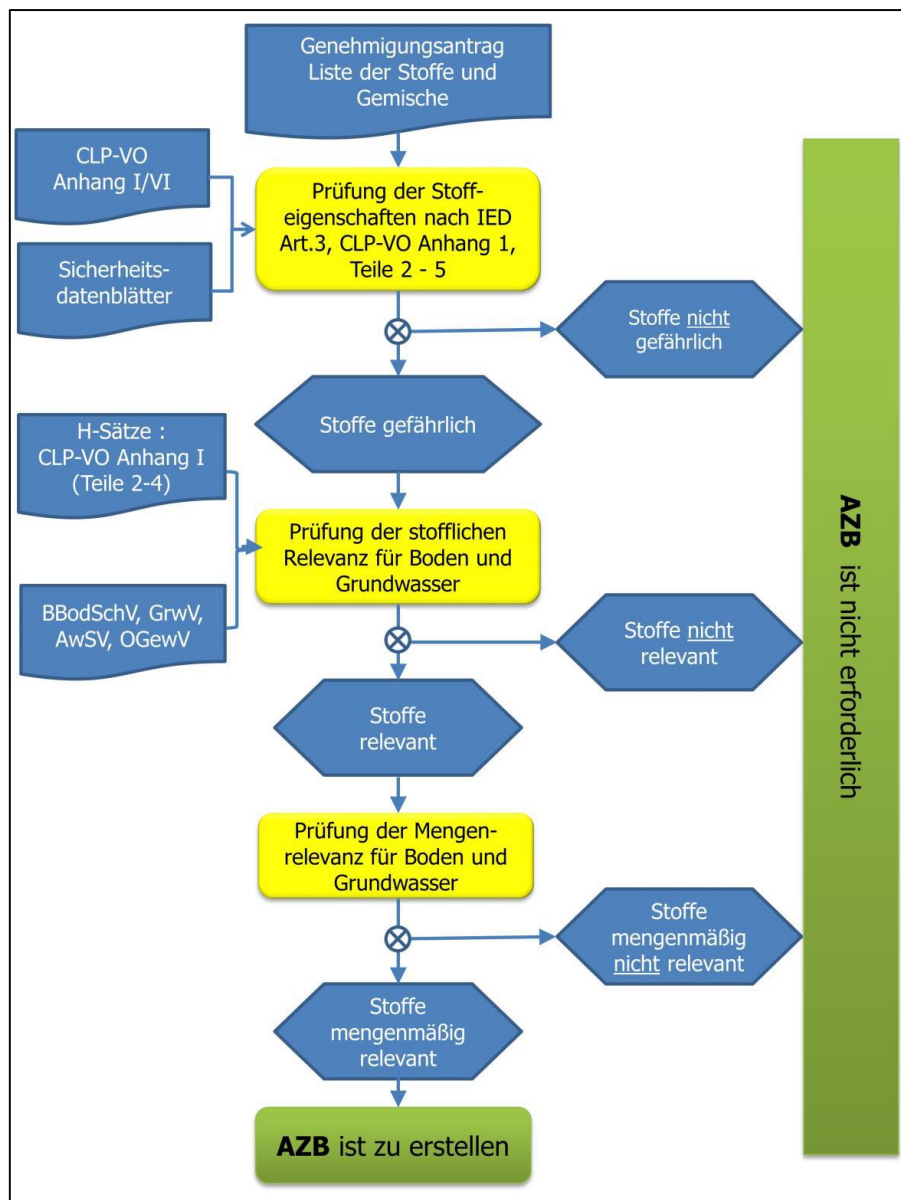 Genehmigungsantrag
Liste der Stoffe und
Gemische
CLP-VO
Anhang I/VI
Prüfung der Stoff-
eigenschaften nach IED
Art.3, CLP-VO Anhang 1,
Teile 2 - 5
Sicherheits-
datenblätter
Stoffe nicht
gefährlich
Stoffe gefährlich
H-Sätze :
CLP-VO Anhang I
(Teile 2-4)
Prüfung der stofflichen
Relevanz für Boden und
Grundwasser
BBodSchV, GrwV,
AwSV, OGewV
Stoffe nicht
relevant
Stoffe
relevant
Prüfung der Mengen-
relevanz für Boden und
Grundwasser
Stoffe
mengenmäßig
nicht relevant
Stoffe
mengenmäßig
relevant
AZB ist zu erstellen
AZB ist nicht erforderlich